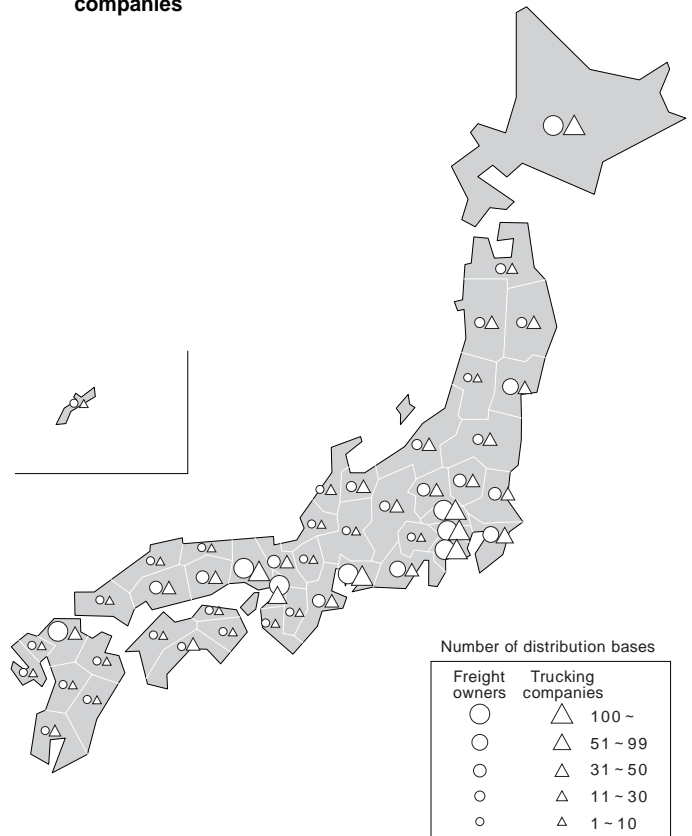 companies
Number of distribution bases
Freight owners
Trucking companies
100 ~
51 ~ 99
31 ~ 50
11 ~ 30
1 ~ 10